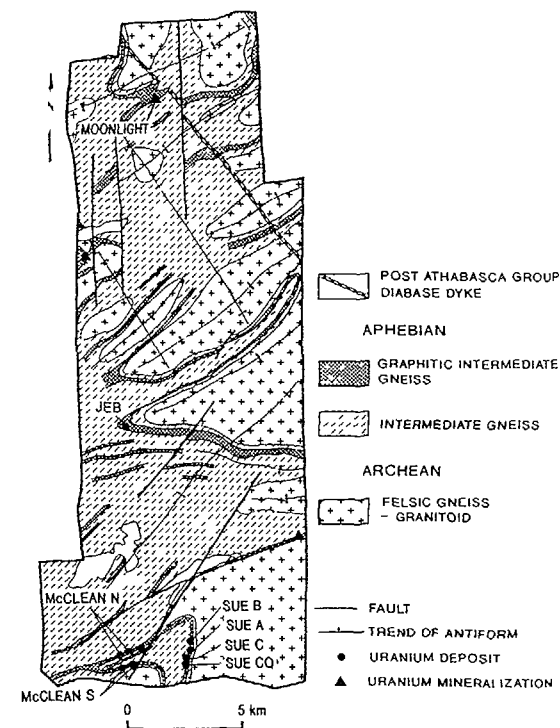 MOONLIGHT
JEB
McCLEAN N
McCLEAN S
SUE B
SUE A
SUE C
SUE CQ
0 5 km
POST ATHABASCA GROUP
DIABASE DYKE
APHEBIAN
GRAPHITIC INTERMEDIATE
GNEISS
INTERMEDIATE GNEISS
ARCHEAN
FELSIC GNEISS
- GRANITOID
FAULT
TREND OF ANTIFORM
URANIUM DEPOSIT
URANIUM MINERALIZATION